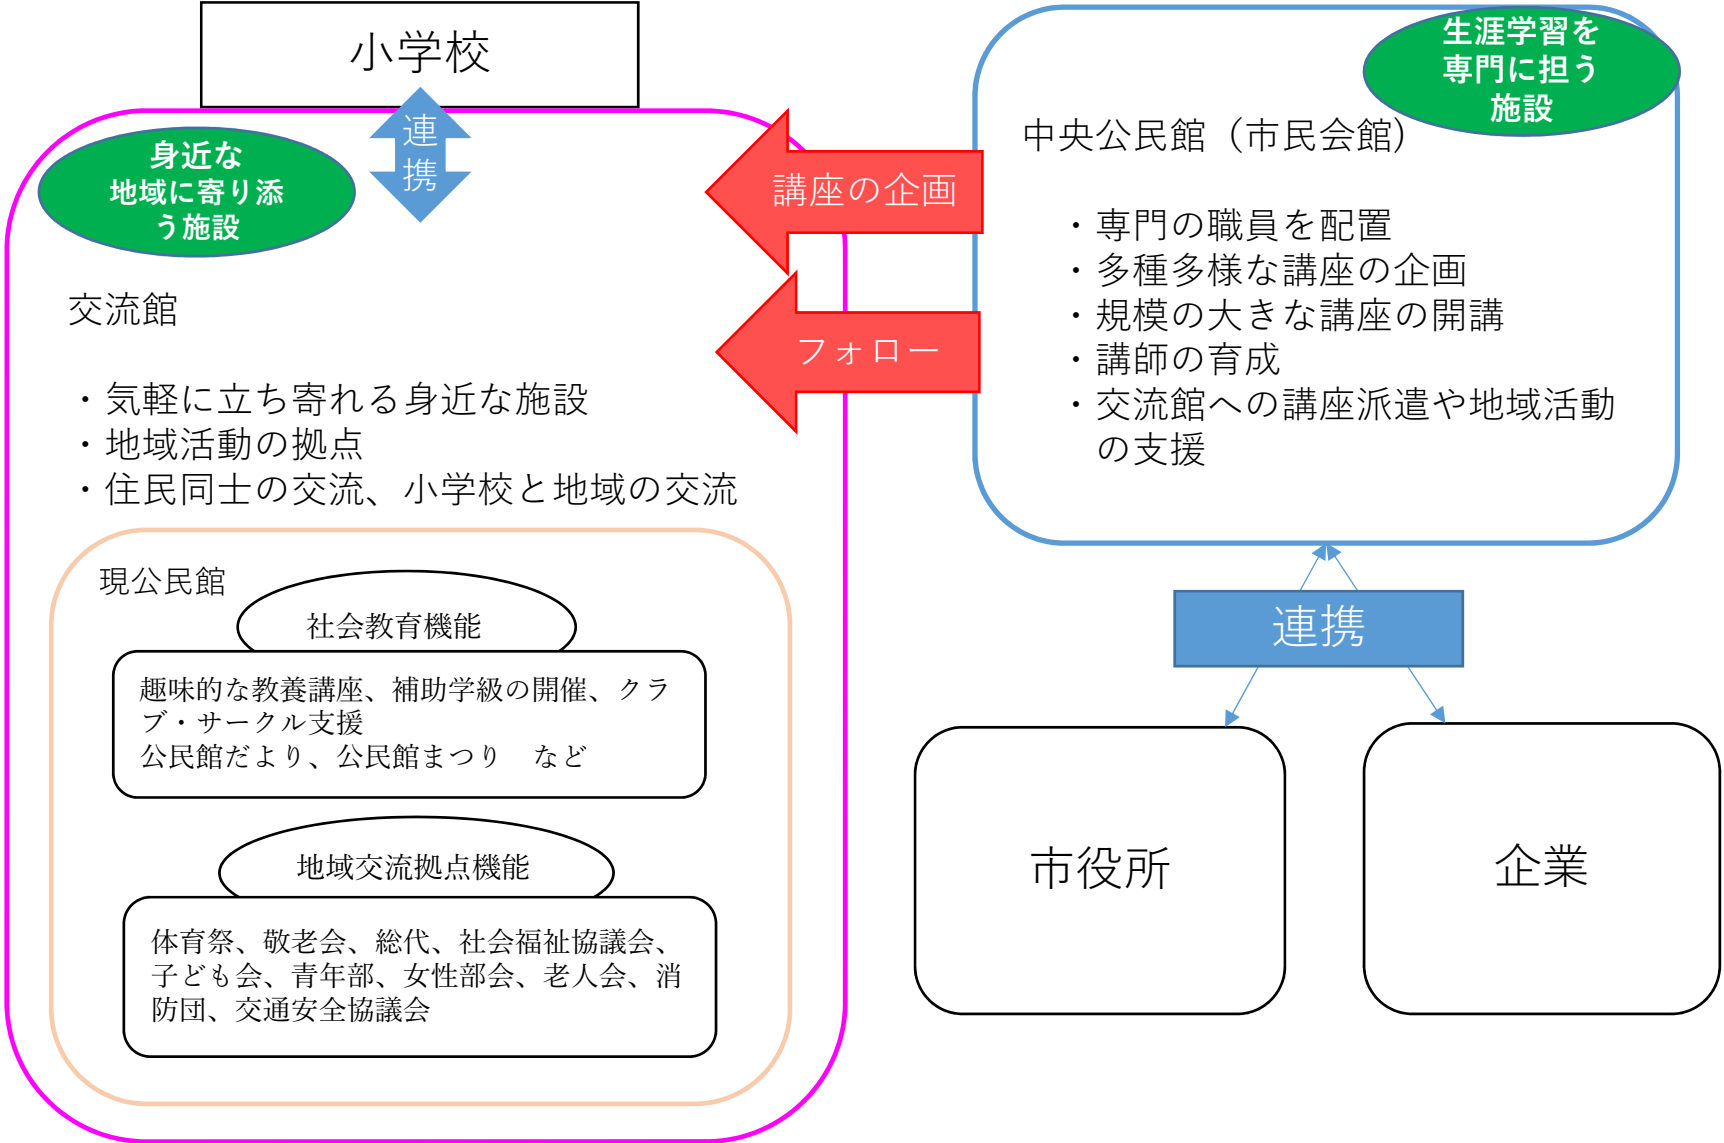 小学校
連
携
身近な
地域に寄り添
う施設
交流館
・気軽に立ち寄れる身近な施設
・地域活動の拠点
・住民同士の交流、小学校と地域の交流
現公民館
社会教育機能
趣味的な教養講座、補助学級の開催、クラ
ブ・サークル支援
公民館だより、公民館まつり　など
地域交流拠点機能
体育祭、敬老会、総代、社会福祉協議会、
子ども会、青年部、女性部会、老人会、消
防団、交通安全協議会
講座の企画
フォロー
生涯学習を
専門に担う
施設
中央公民館（市民会館）
・専門の職員を配置
・多種多様な講座の企画
・規模の大きな講座の開講
・講師の育成
・交流館への講座派遣や地域活動
の支援
連携
市役所
企業